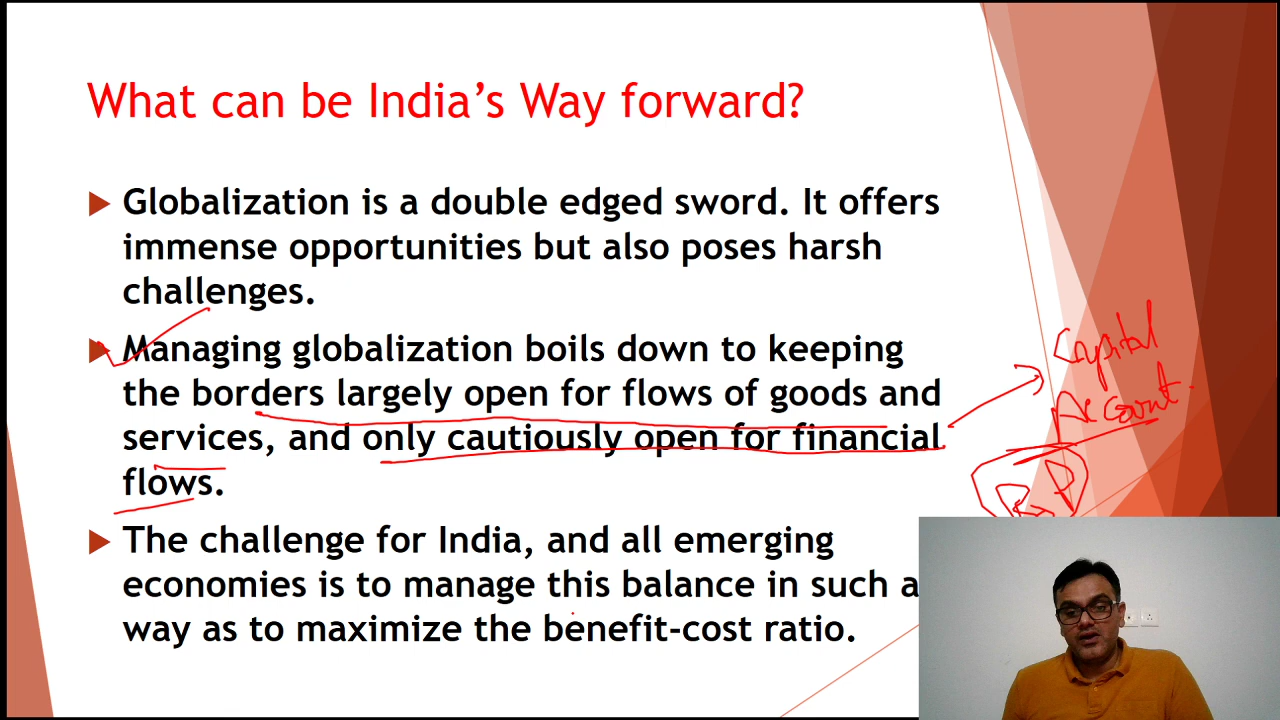 What can be India's Way forward?
Globalization is a double edged sword. It offers
immense opportunities but also poses harsh
challenges.
Managing globalization boils down to keeping
the borders largely open for flows of goods and
services, and only cautiously open for financial
flows.
The challenge for India, and all emerging
economies is to manage this balance in such a
way as to maximize the benefit-cost ratio.
Capital
Account